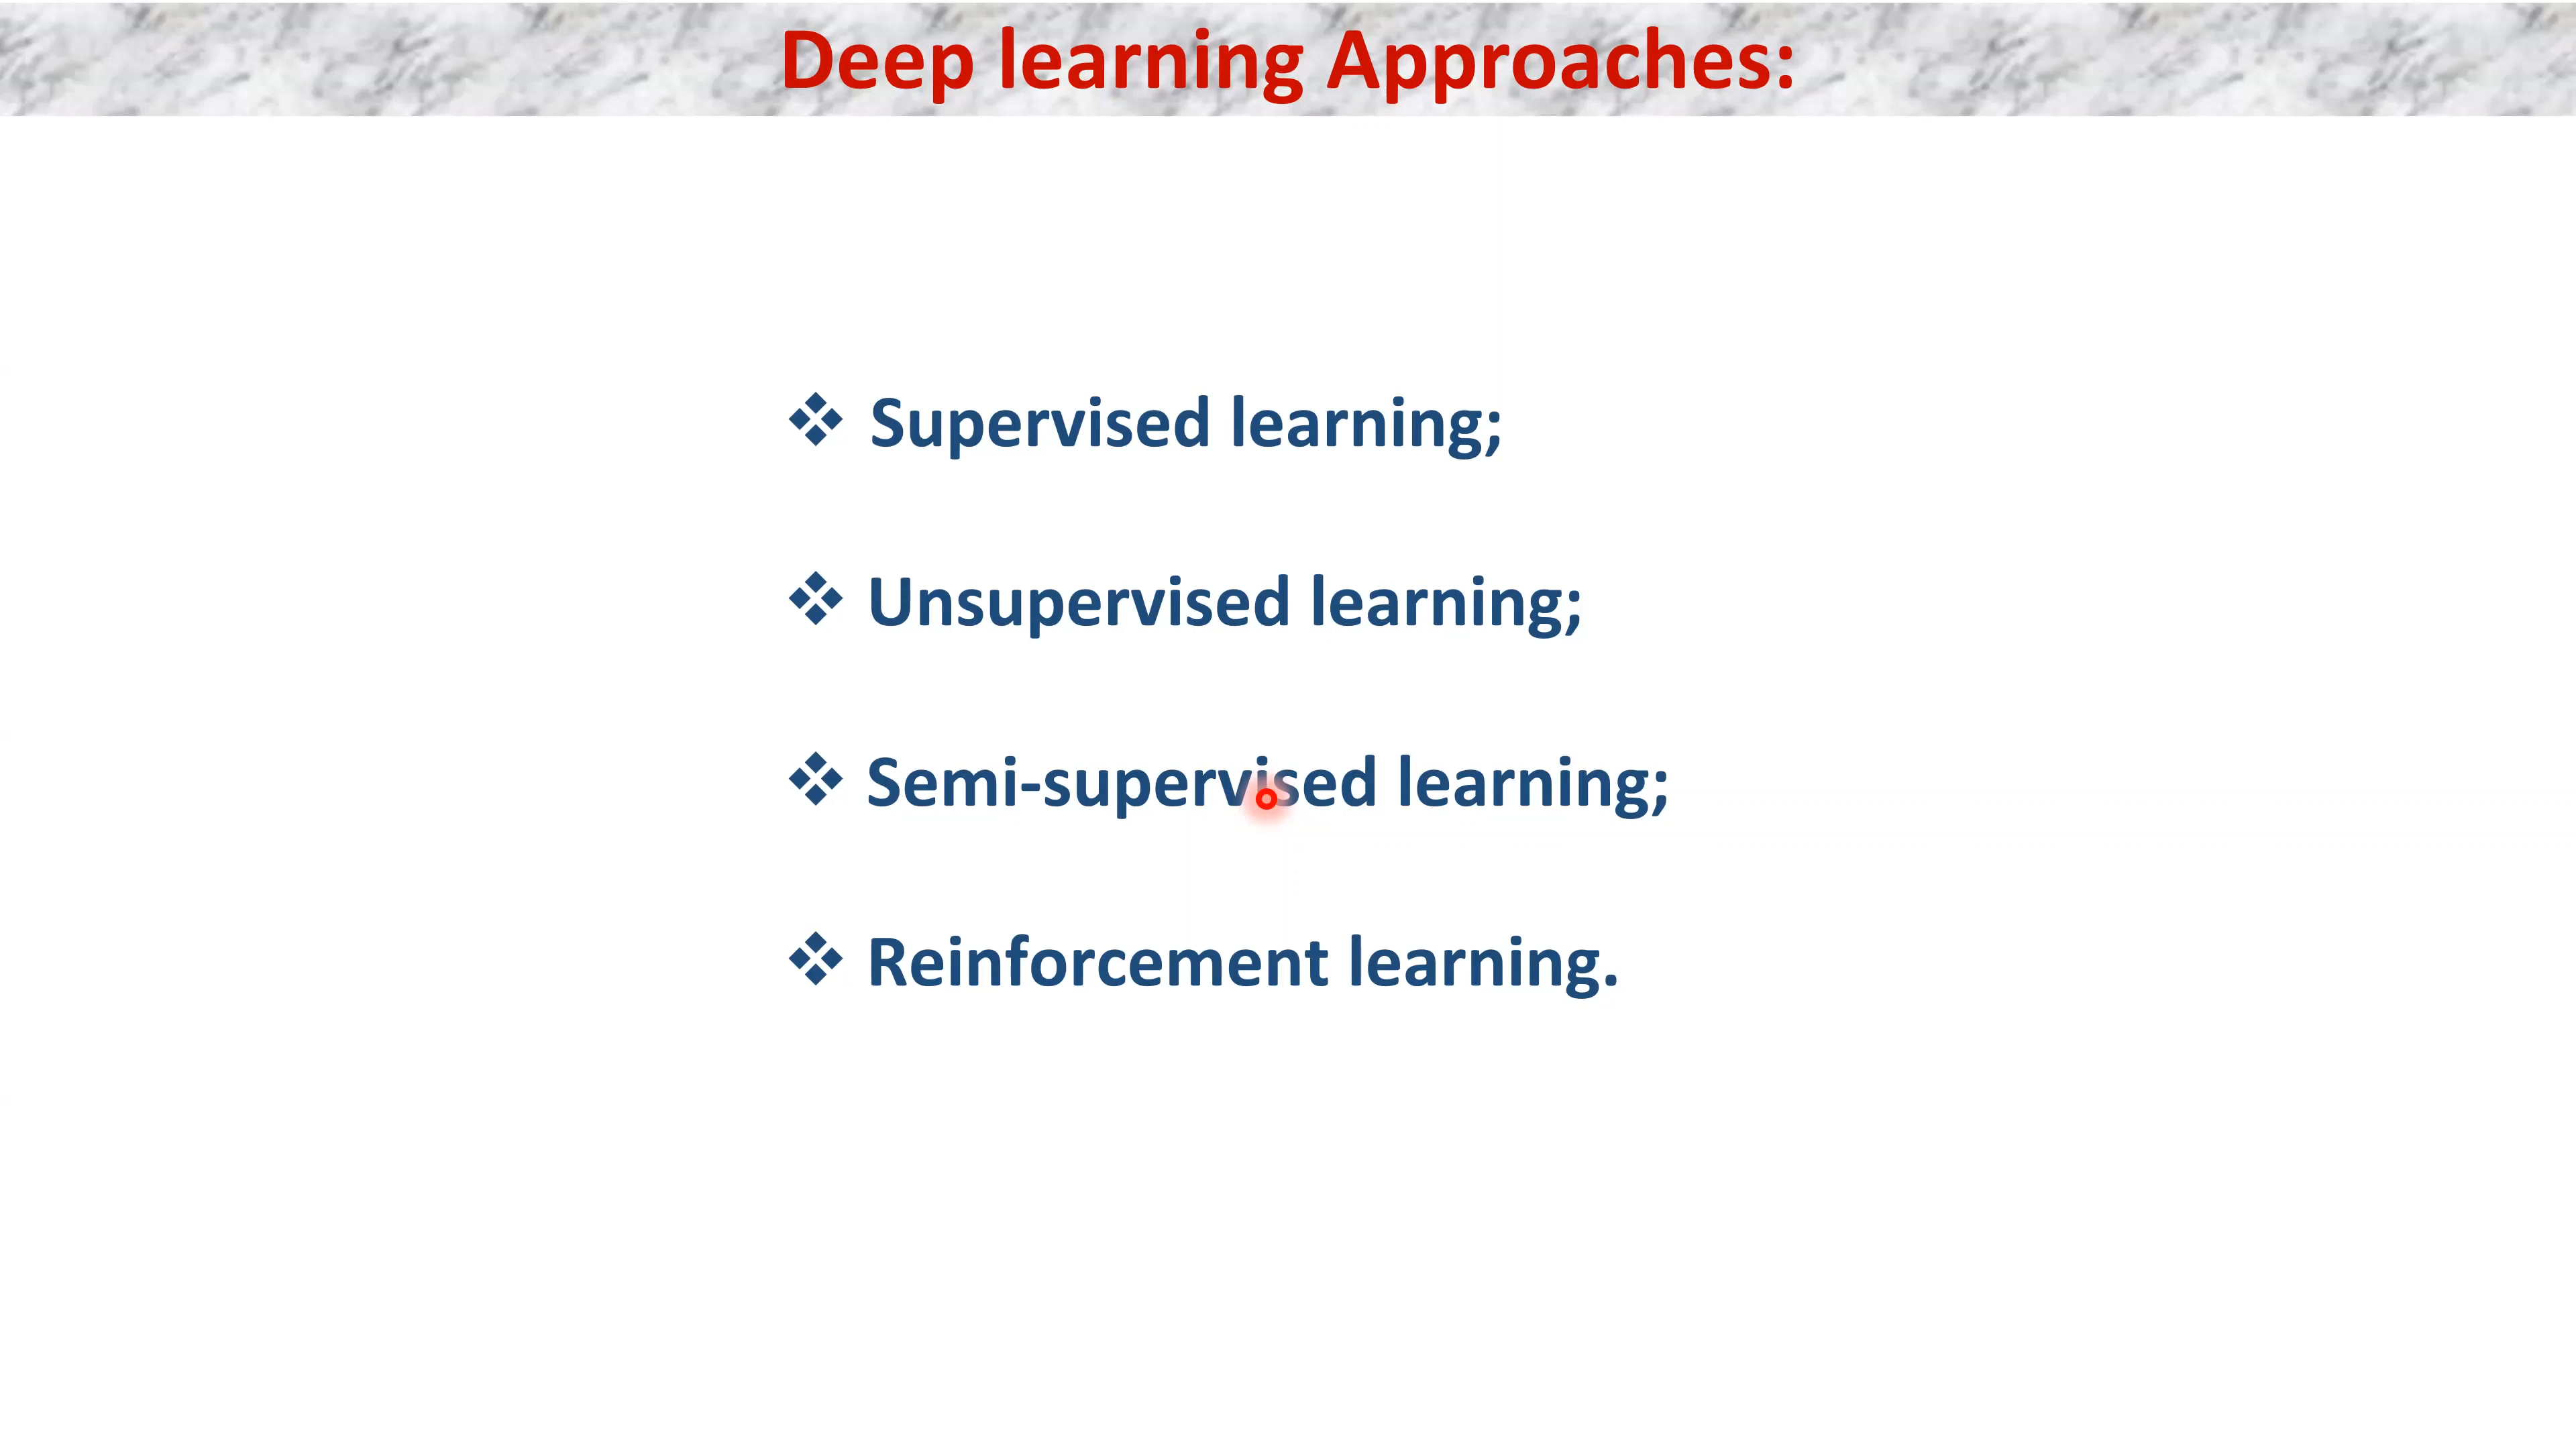 Deep learning Approaches:
❖ Supervised learning;
❖ Unsupervised learning;
❖ Semi-supervised learning;
❖ Reinforcement learning.